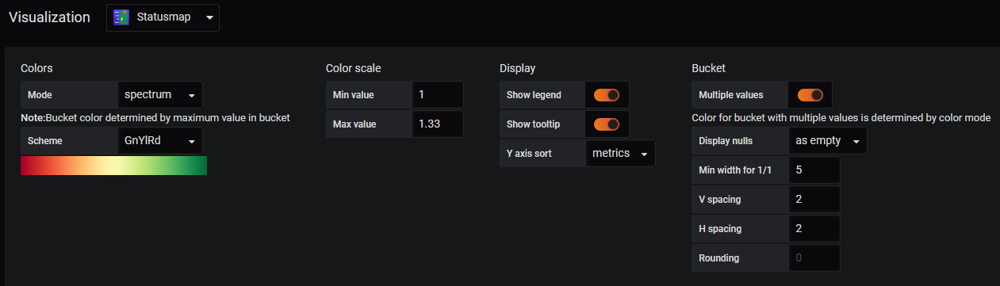 Visualization Statusmap
Colors
Mode spectrum
Note:Bucket color determined by maximum value in bucket
Scheme GnYlRd
Color scale
Min value 1
Max value 1.33
Display
Show legend
Show tooltip
Y axis sort metrics
Bucket
Multiple values
Color for bucket with multiple values is determined by color mode
Display nulls as empty
Min width for 1/1 5
V spacing 2
H spacing 2
Rounding 0